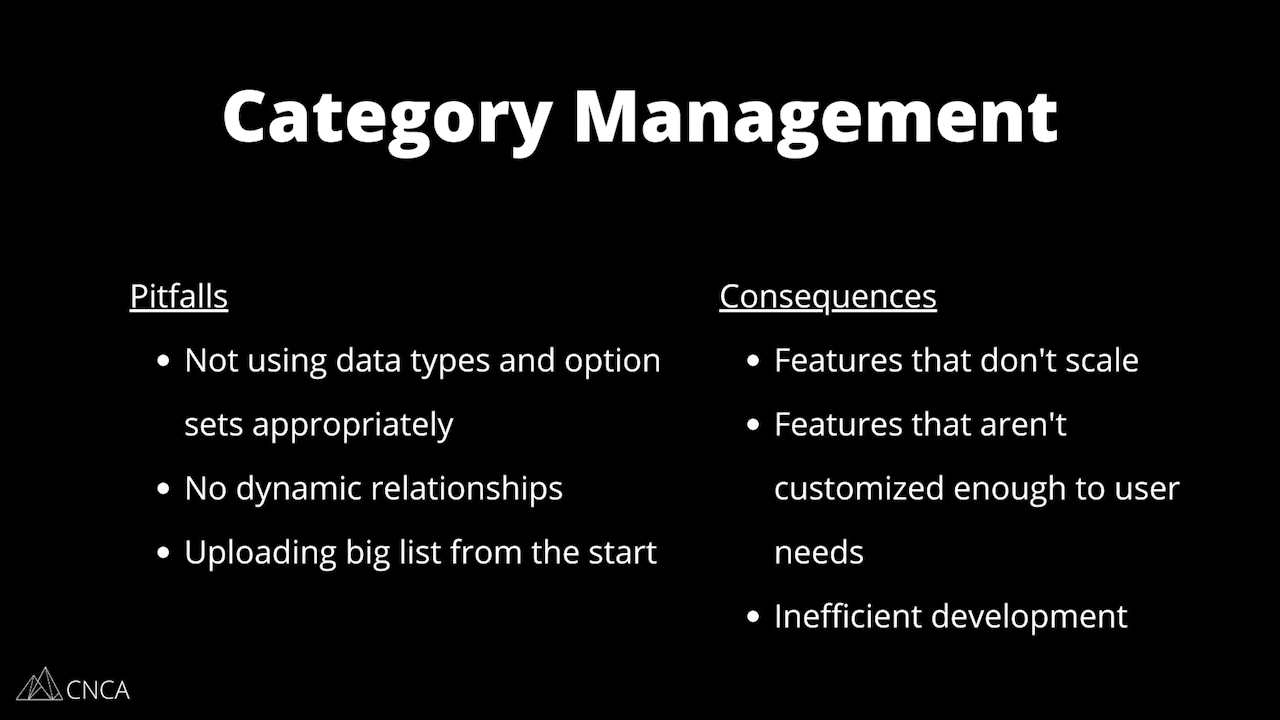 Category Management
Pitfalls
• Not using data types and option
sets appropriately
• No dynamic relationships
• Uploading big list from the start
Consequences
• Features that don't scale
• Features that aren't
customized enough to user
needs
• Inefficient development
CNCA